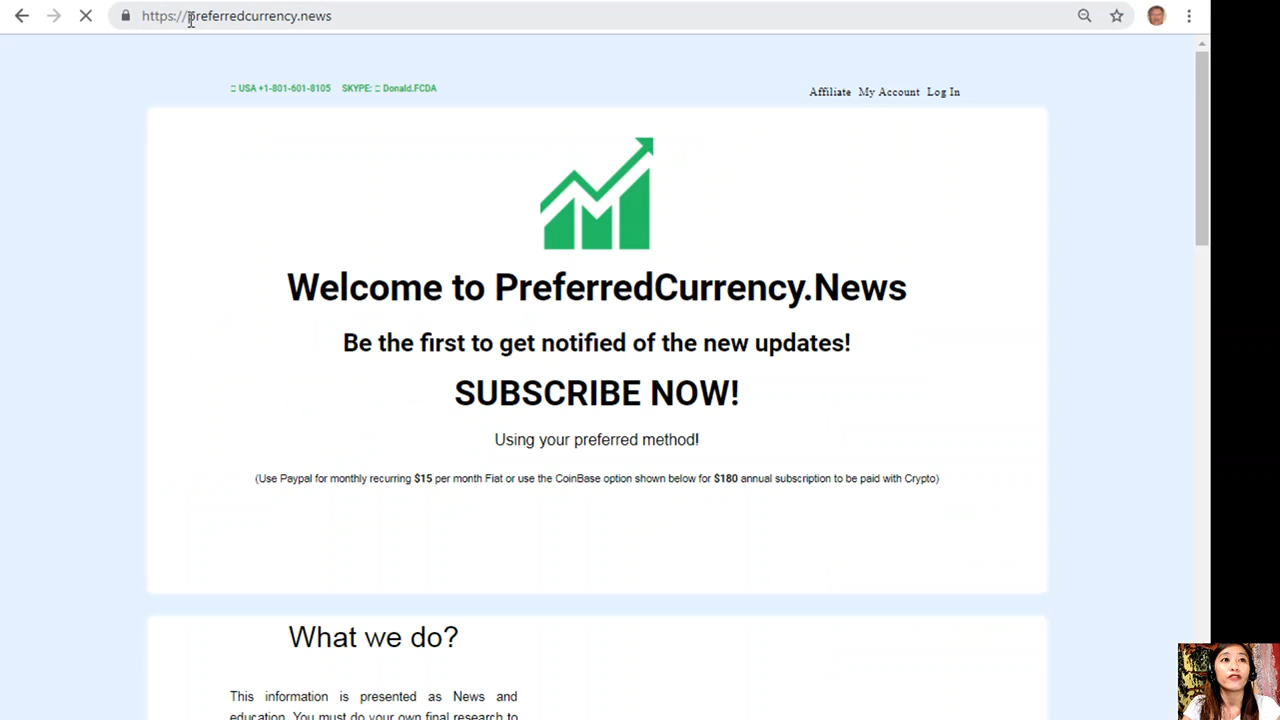 https://preferredcurrency.news
USA +1-801-601-8105 SKYPE: Donald.FCDA
Affiliate My Account Log In
Welcome to PreferredCurrency.News
Be the first to get notified of the new updates!
SUBSCRIBE NOW!
Using your preferred method!
(Use Paypal for monthly recurring $15 per month Fiat or use the CoinBase option shown below for $180 annual subscription to be paid with Crypto)
What we do?
This information is presented as News and
education. You must do your own final research to